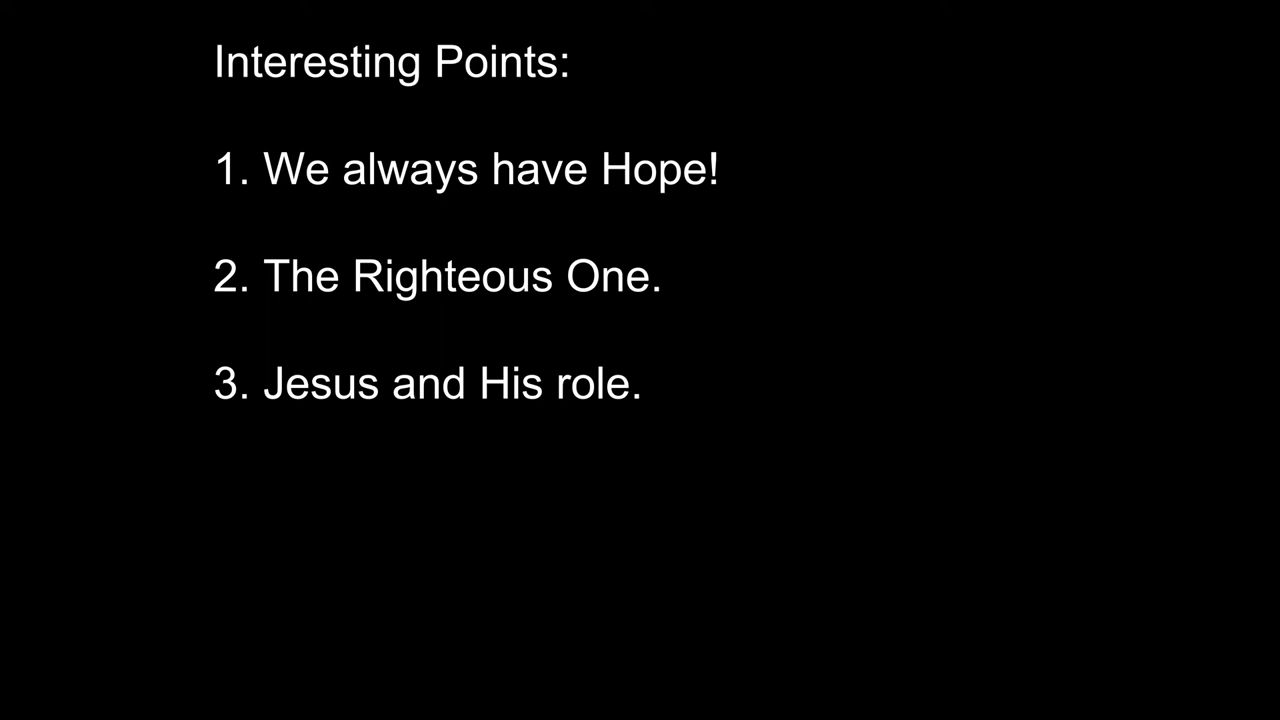 Interesting Points:
1. We always have Hope!
2. The Righteous One.
3. Jesus and His role.